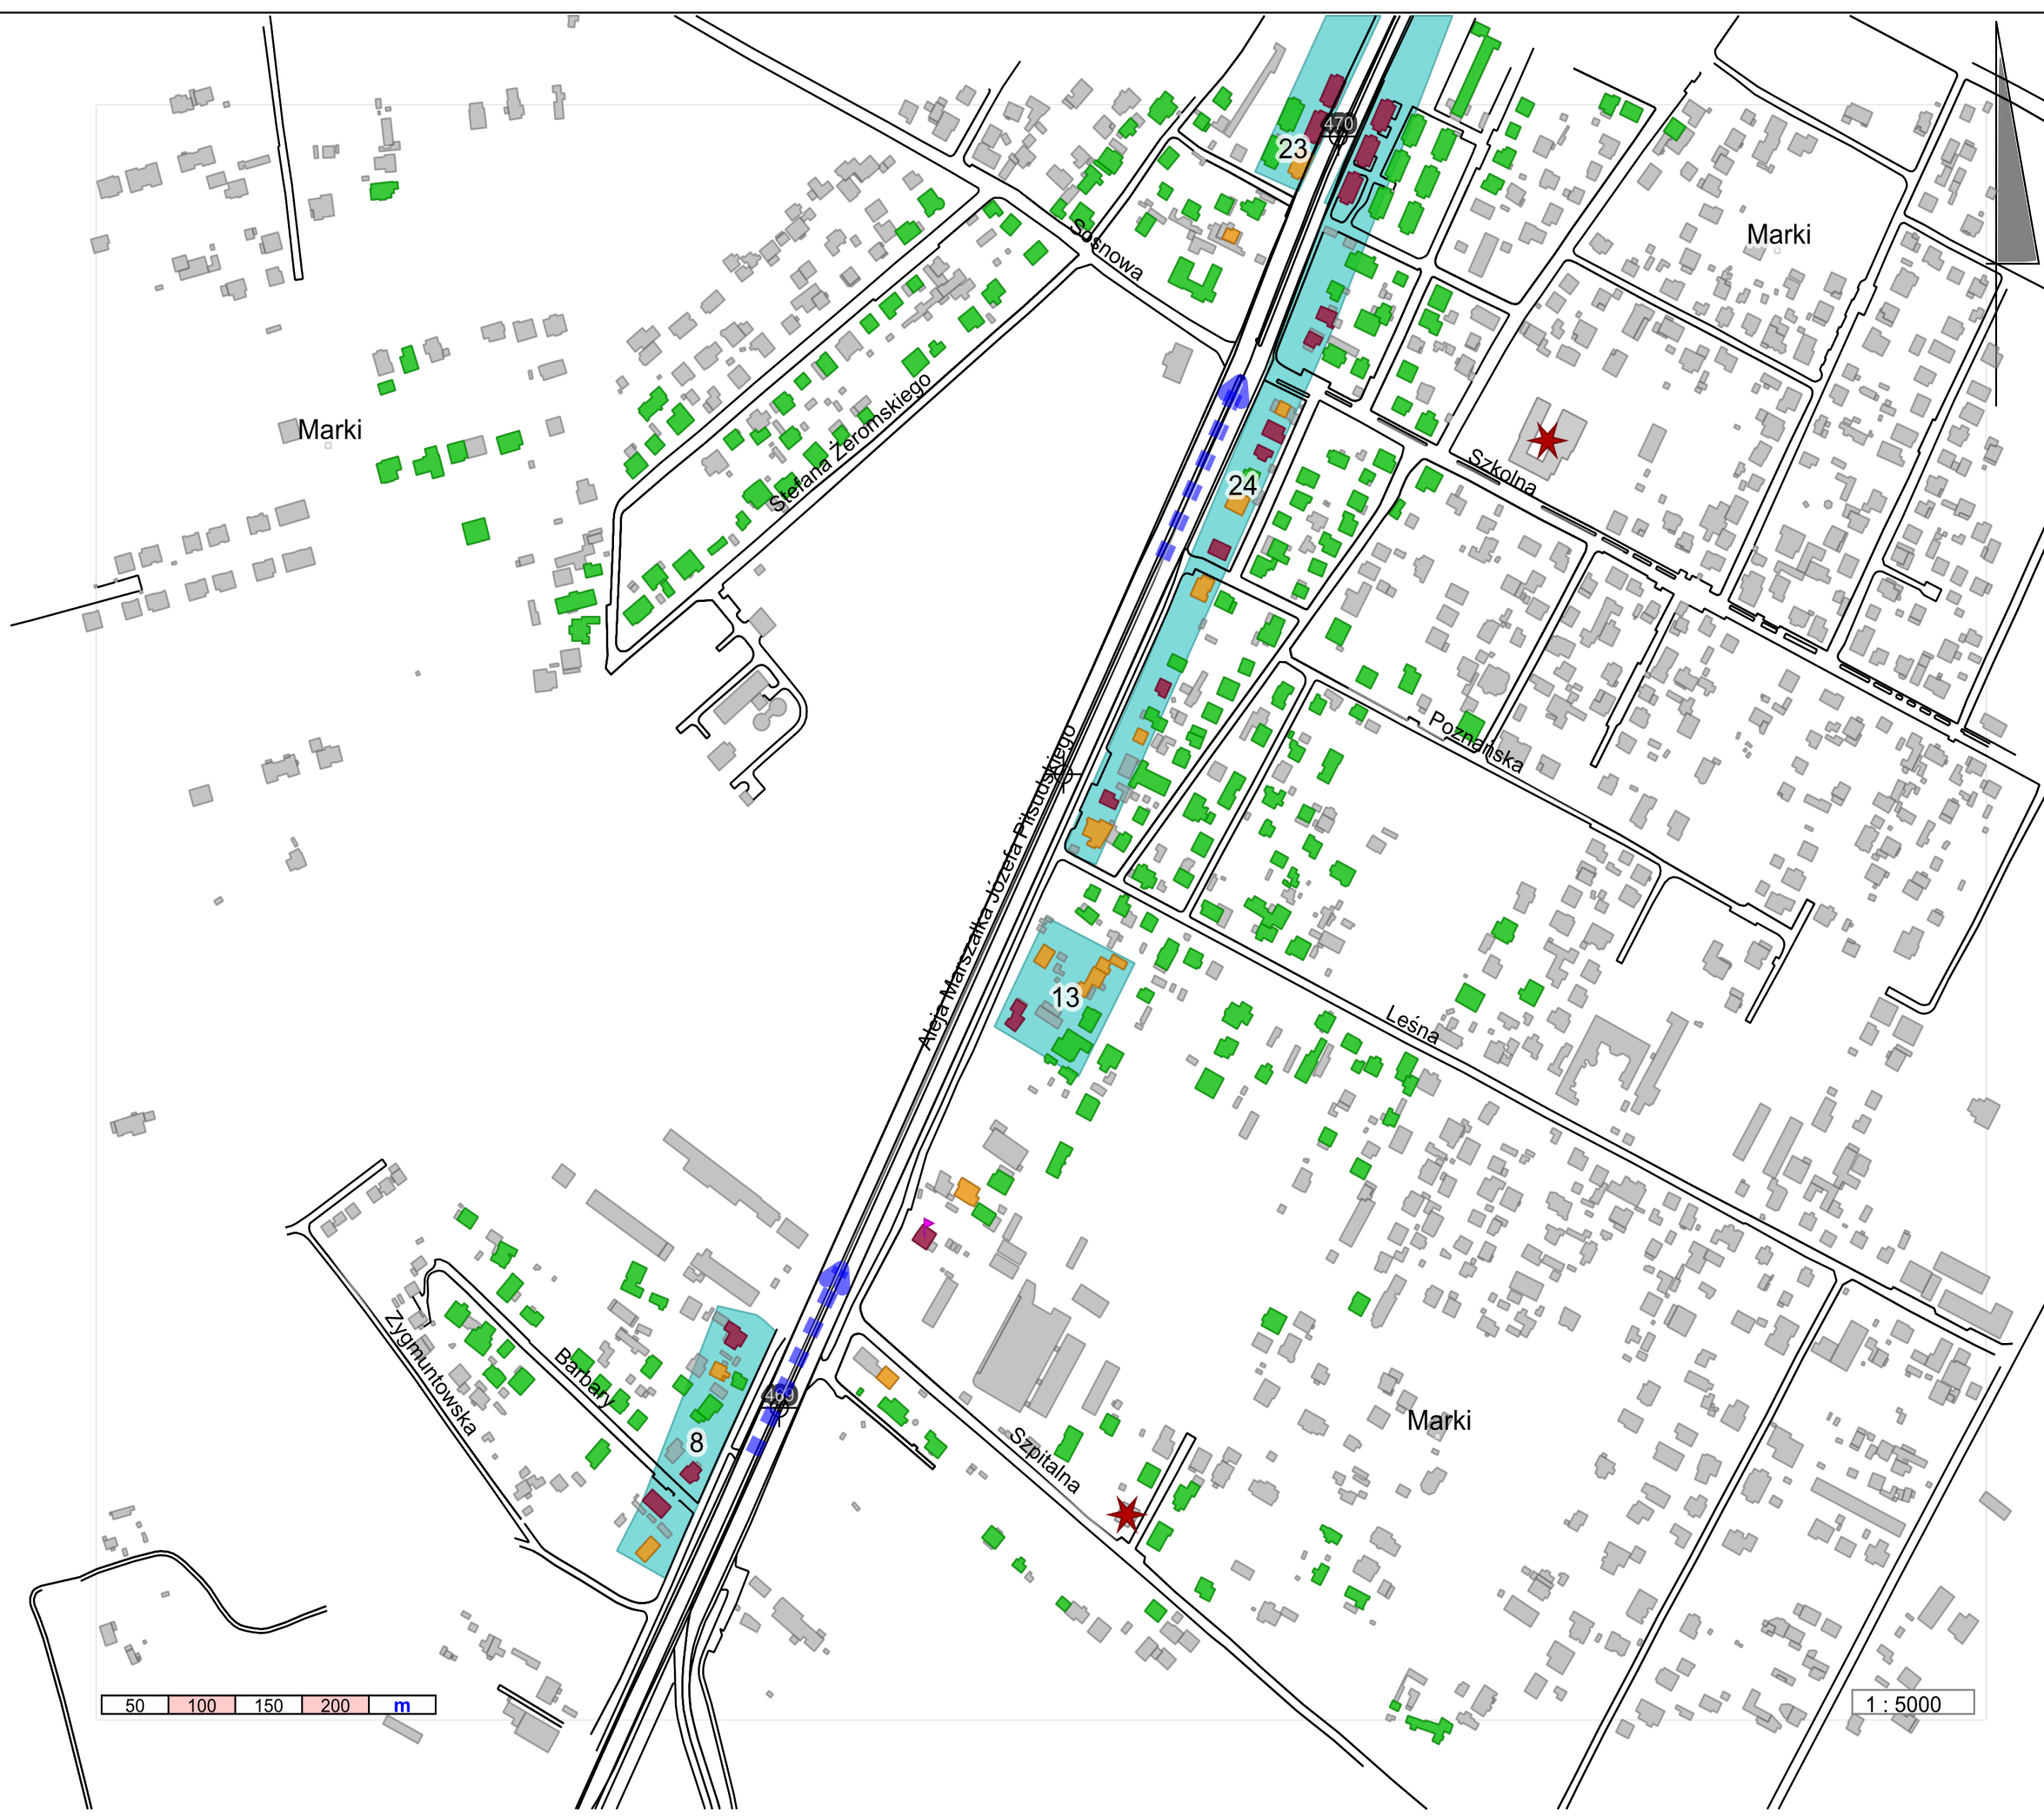 470
23
Marki
Sosnowa
Stefana Żeromskiego
Marki
Szkolna
24
Poznańska
Aleja Marszałka Józefa Piłsudskiego
13
Leśna
Zygmuntowska
Barbary
469
8
Szpitalna
Marki
50 100 150 200 m
1 : 5000